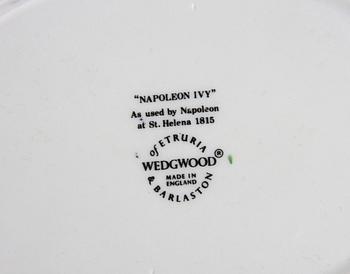 "NAPOLEON IVY"
As used by Napoleon
at St. Helena 1815
of ETRURIA
WEDGWOOD®
MADE IN
ENGLAND
& BARLASTON